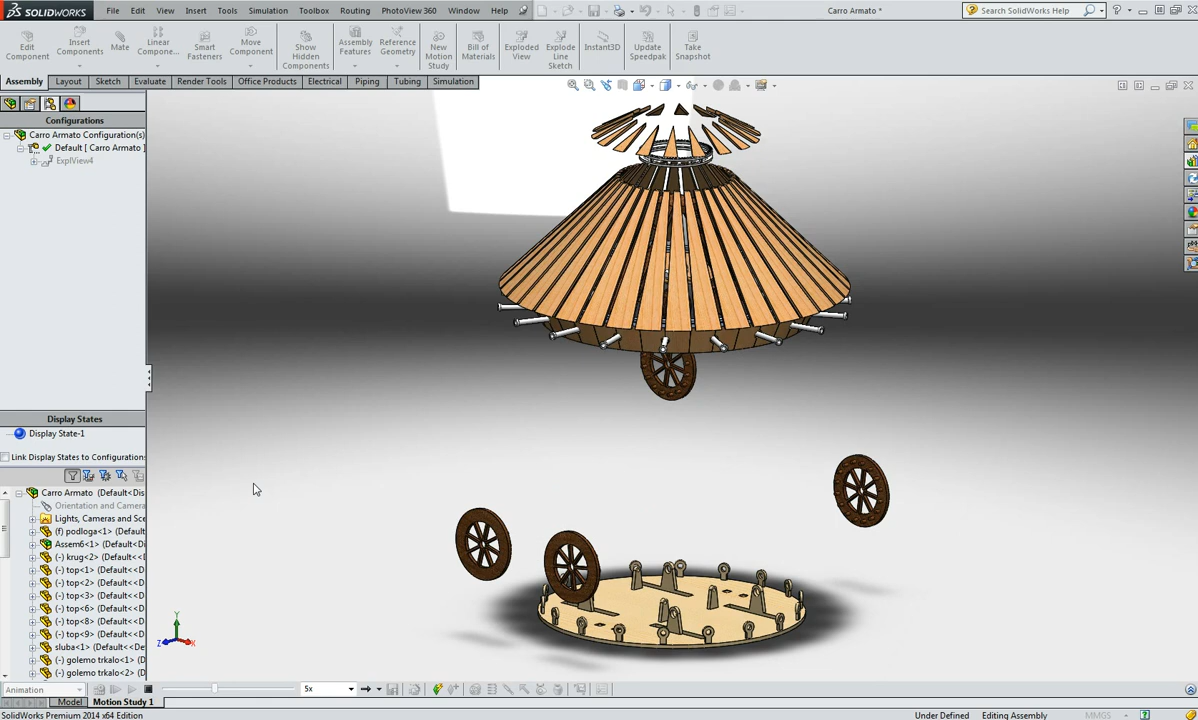 SOLIDWORKS File Edit View Insert Tools Simulation Toolbox Routing PhotoView 360 Window Help Carro Armato * Search SolidWorks Help
Edit Component
Insert Components
Mate
Linear Compone...
Smart Fasteners
Move Component
Show Hidden Components
Assembly Features
Reference Geometry
New Motion Study
Bill of Materials
Exploded View
Explode Line Sketch
Instant3D
Update Speedpak
Take Snapshot
Assembly Layout Sketch Evaluate Render Tools Office Products Electrical Piping Tubing Simulation
Configurations
Carro Armato Configuration(s)
Default [ Carro Armato ]
ExplView4
Display States
Display State-1
Link Display States to Configurations
Carro Armato (Default<Dis
Orientation and Camera
Lights, Cameras and Sce
(f) podloga<1> (Default
Assem6<1> (Default<De
(-) krug<2> (Default<D
(-) top<1> (Default<<D
(-) top<2> (Default<<D
(-) top<3> (Default<<D
(-) top<6> (Default<<D
(-) top<8> (Default<<D
(-) top<9> (Default<<D
sluba<1> (Default<<De
(-) golemo trkalo<1> (D
(-) golemo trkalo<2> (D
Y
Z X
Animation 5x
Model Motion Study 1
SolidWorks Premium 2014 x64 Edition Under Defined Editing Assembly MMGS